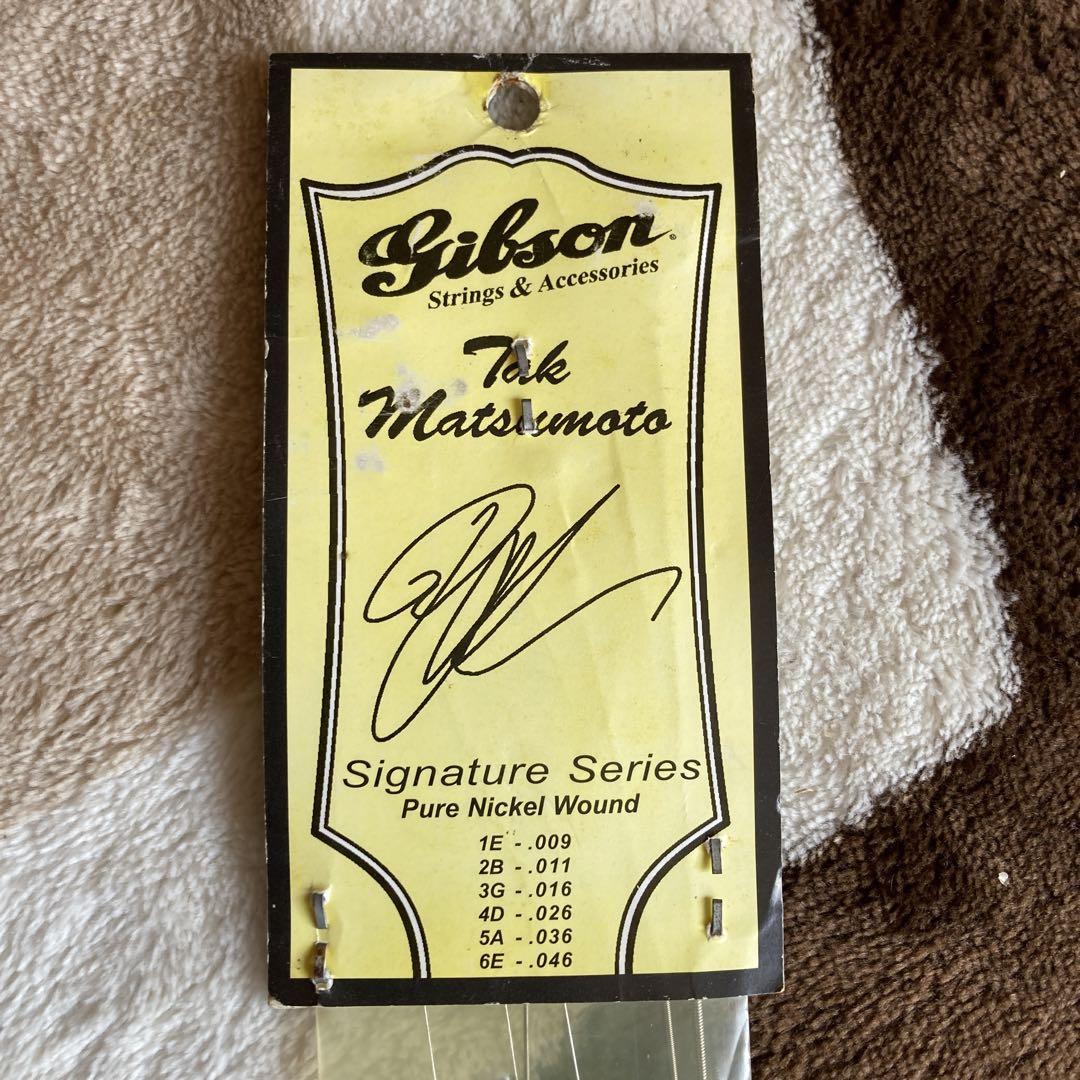 Gibson®
Strings & Accessories
Tak
Matsumoto
Signature Series
Pure Nickel Wound
1E - .009
2B - .011
3G - .016
4D - .026
5A - .036
6E - .046